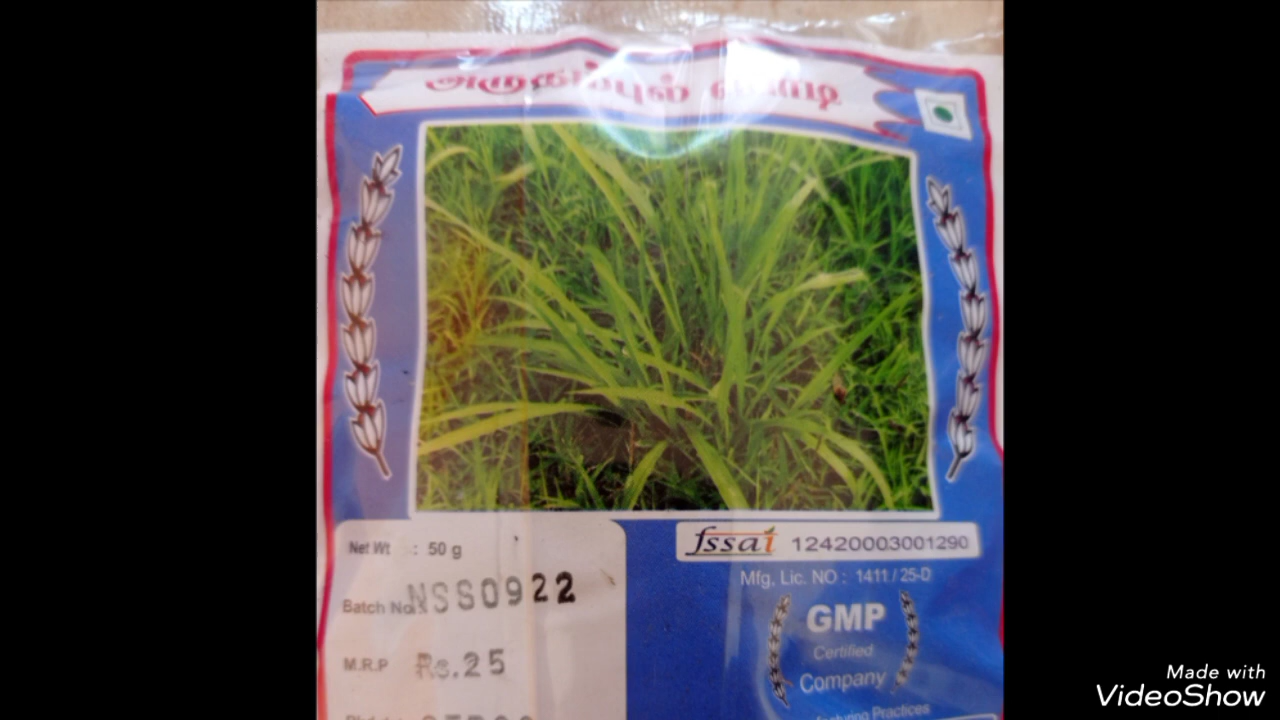 அருகம்புல் பொடி
Net Wt : 50 g
Batch No. NSS0922
M.R.P Rs.25
fssai 12420003001290
Mfg. Lic. NO : 1411 / 25-D
GMP
Certified
Company
Practices
Made with
VideoShow